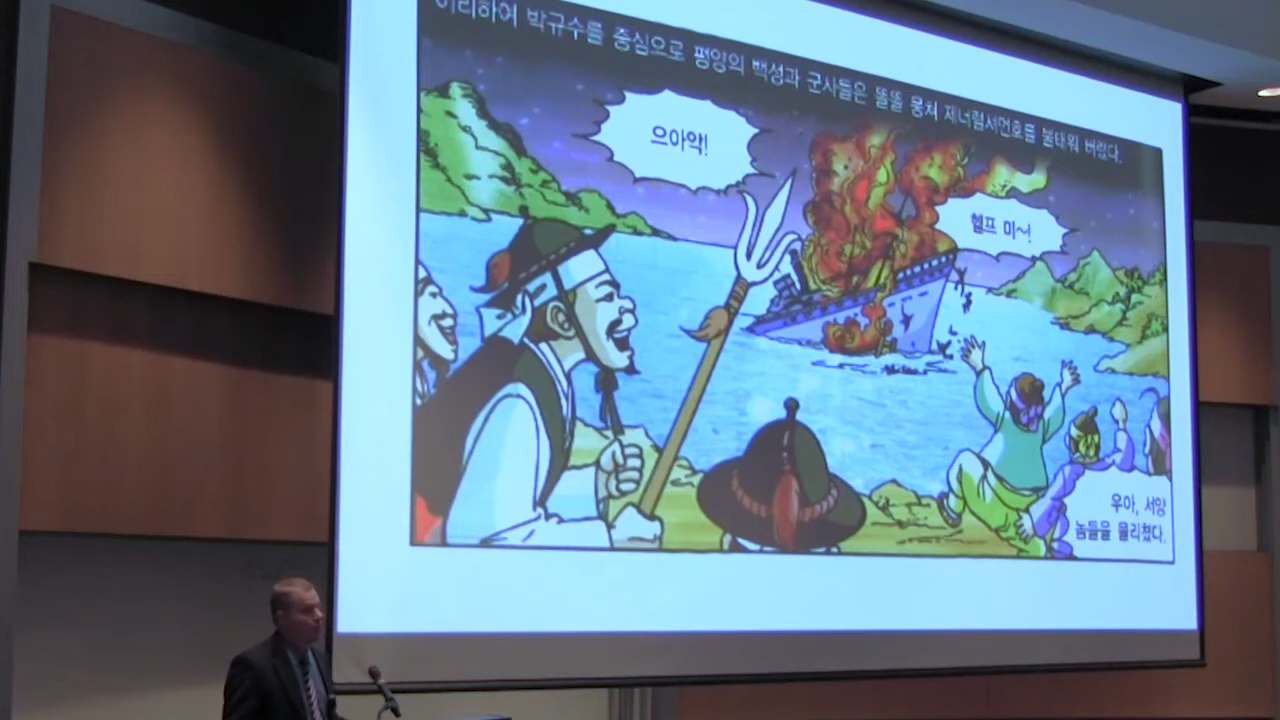 이리하여 박규수를 중심으로 평양의 백성과 군사들은 똘똘 뭉쳐 제너럴셔먼호를 불태워 버렸다.
으아악!
헬프 미~!
우아, 서양
놈들을 물리쳤다.